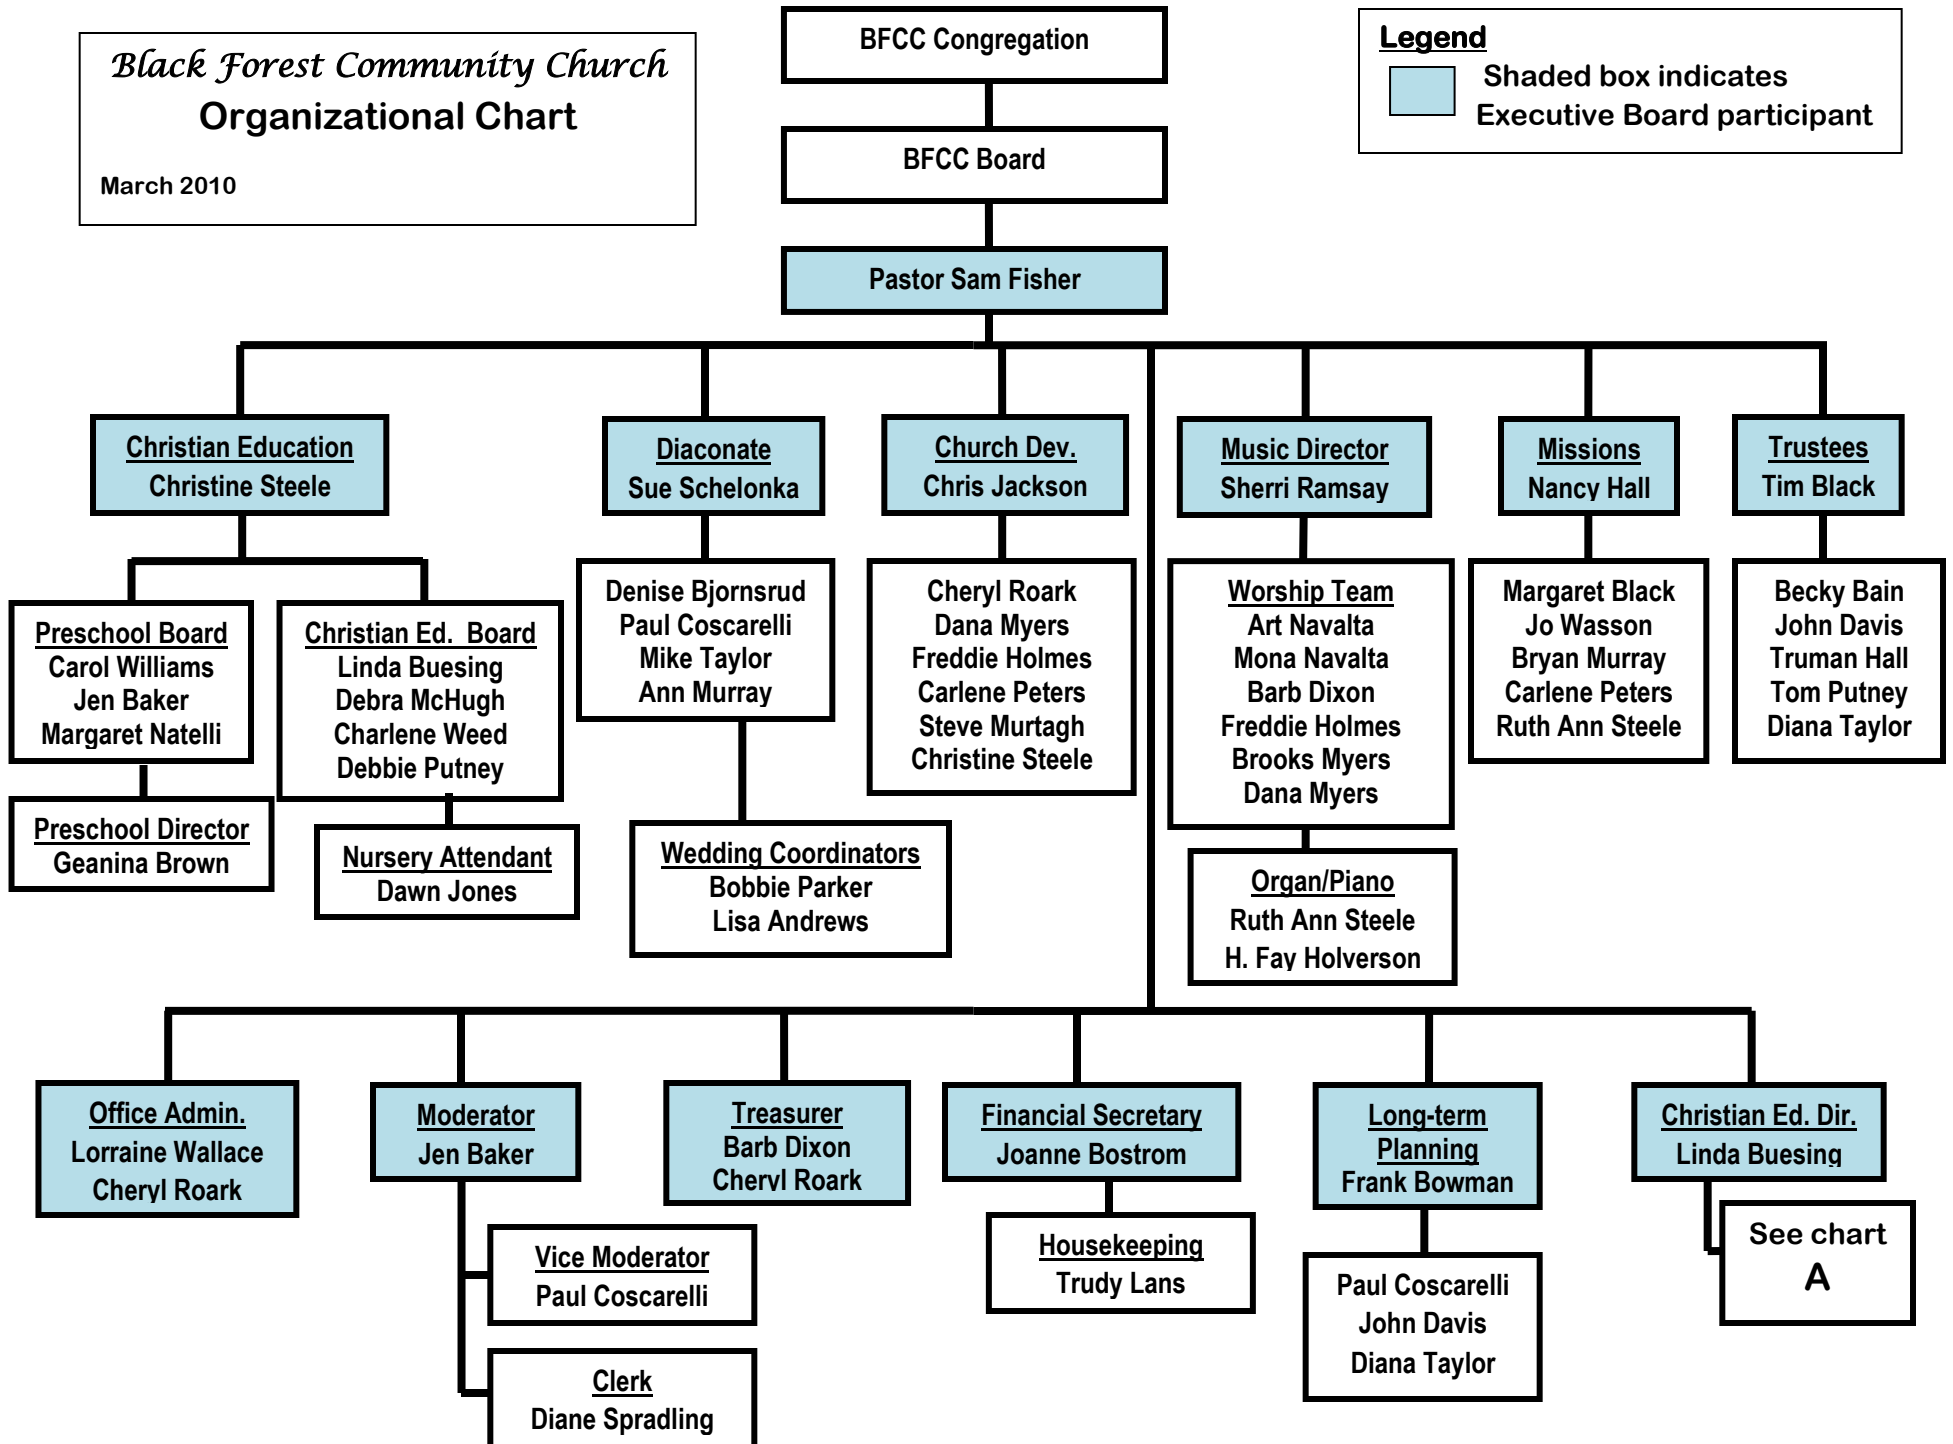 Black Forest Community Church
Organizational Chart
March 2010
BFCC Congregation
BFCC Board
Pastor Sam Fisher
Legend
Shaded box indicates
Executive Board participant
Christian Education
Christine Steele
Diaconate
Sue Schelonka
Church Dev.
Chris Jackson
Music Director
Sherri Ramsay
Missions
Nancy Hall
Trustees
Tim Black
Preschool Board
Carol Williams
Jen Baker
Margaret Natelli
Preschool Director
Geanina Brown
Christian Ed.  Board
Linda Buesing
Debra McHugh
Charlene Weed
Debbie Putney
Nursery Attendant
Dawn Jones
Denise Bjornsrud
Paul Coscarelli
Mike Taylor
Ann Murray
Wedding Coordinators
Bobbie Parker
Lisa Andrews
Cheryl Roark
Dana Myers
Freddie Holmes
Carlene Peters
Steve Murtagh
Christine Steele
Worship Team
Art Navalta
Mona Navalta
Barb Dixon
Freddie Holmes
Brooks Myers
Dana Myers
Organ/Piano
Ruth Ann Steele
H. Fay Holverson
Margaret Black
Jo Wasson
Bryan Murray
Carlene Peters
Ruth Ann Steele
Becky Bain
John Davis
Truman Hall
Tom Putney
Diana Taylor
Office Admin.
Lorraine Wallace
Cheryl Roark
Moderator
Jen Baker
Vice Moderator
Paul Coscarelli
Clerk
Diane Spradling
Treasurer
Barb Dixon
Cheryl Roark
Financial Secretary
Joanne Bostrom
Housekeeping
Trudy Lans
Long-term
Planning
Frank Bowman
Paul Coscarelli
John Davis
Diana Taylor
Christian Ed. Dir.
Linda Buesing
See chart
A